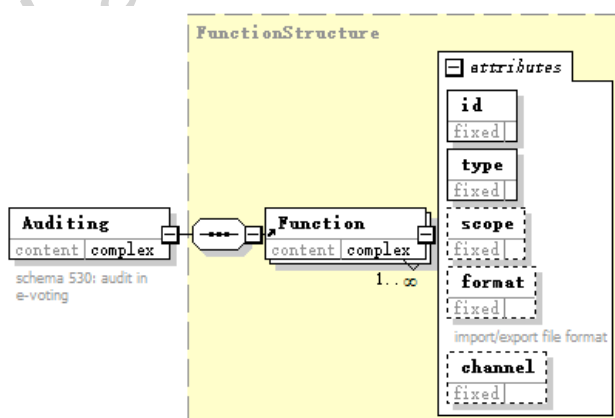 FunctionStructure
attributes
id
fixed
type
fixed
Auditing
content complex
schema 530: audit in
e-voting
Function
content complex
1..∞
scope
fixed
format
fixed
import/export file format
channel
fixed